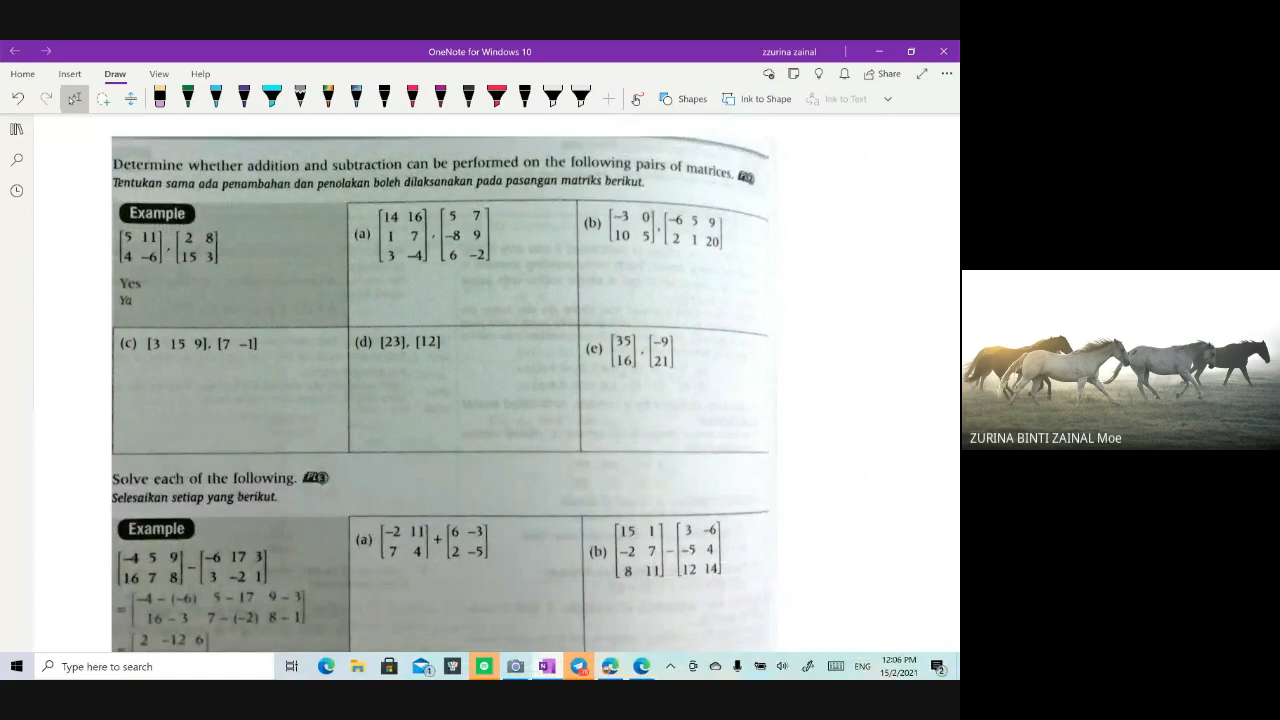 OneNote for Windows 10
zzurina zainal
Home Insert Draw View Help
Share
Shapes Ink to Shape Ink to Text
Determine whether addition and subtraction can be performed on the following pairs of matrices.
Tentukan sama ada penambahan dan penolakan boleh dilaksanakan pada pasangan matriks berikut.
Example
[5 11] , [2 8]
[4 -6] [15 3]
Yes
Ya
(a) [14 16] , [5 7]
[1 7] [-8 9]
[3 -4] [6 -2]
(b) [-3 0] , [-6 5 9]
[10 5] [2 1 20]
(c) [3 15 9], [7 -1]
(d) [23], [12]
(e) [35] , [-9]
[16] [21]
Solve each of the following. PL3
Selesaikan setiap yang berikut.
Example
[-4 5 9] - [-6 17 3]
[16 7 8] [3 -2 1]
= [-4 - (-6) 5 - 17 9 - 3]
[16 - 3 7 - (-2) 8 - 1]
= [2 -12 6]
(a) [-2 11] + [6 -3]
[7 4] [2 -5]
(b) [15 1] - [3 -6]
[-2 7] [-5 4]
[8 11] [12 14]
ZURINA BINTI ZAINAL Moe
Type here to search
ENG
12:06 PM
15/2/2021